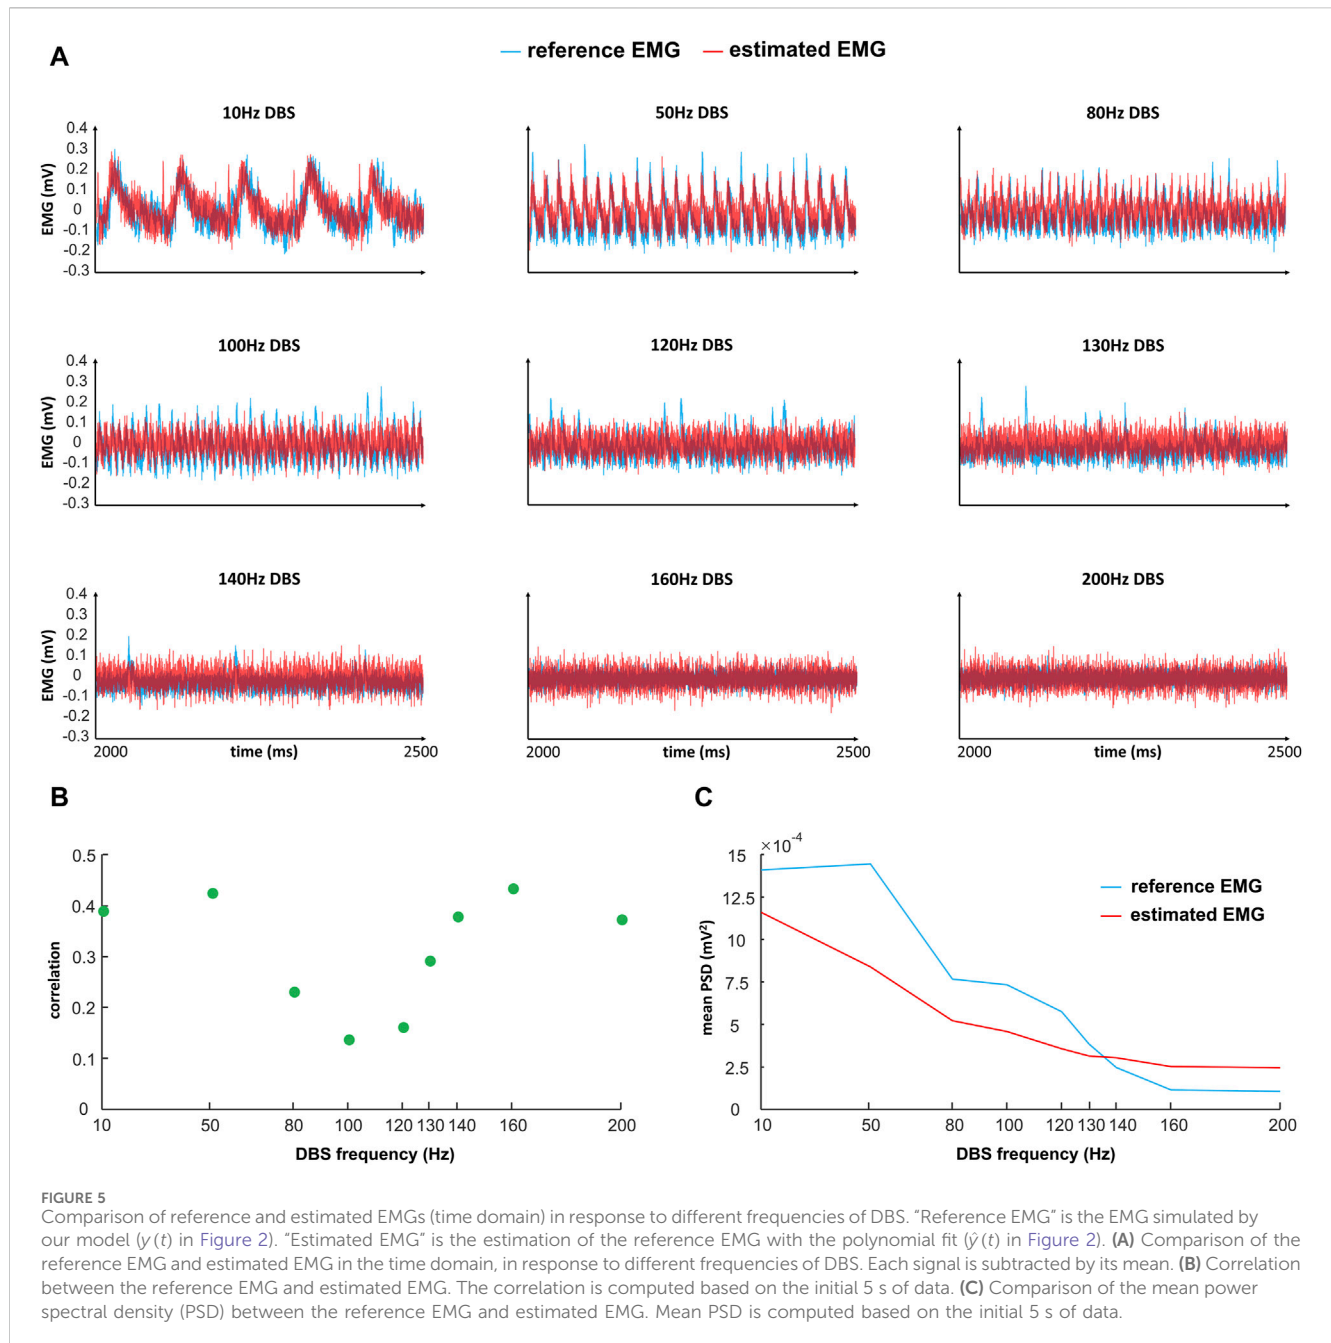 A
reference EMG estimated EMG
10Hz DBS
50Hz DBS
80Hz DBS
EMG (mV)
0.4
0.3
0.2
0.1
0
-0.1
-0.2
-0.3
100Hz DBS
120Hz DBS
130Hz DBS
EMG (mV)
0.4
0.3
0.2
0.1
0
-0.1
-0.2
-0.3
140Hz DBS
160Hz DBS
200Hz DBS
EMG (mV)
0.4
0.3
0.2
0.1
0
-0.1
-0.2
-0.3
2000 time (ms) 2500
2000 time (ms) 2500
2000 time (ms) 2500
B
correlation
0.5
0.4
0.3
0.2
0.1
0
10 50 80 100 120 130 140 160 200
DBS frequency (Hz)
C
×10⁻⁴
mean PSD (mV²)
15
12.5
10
7.5
5
2.5
0
reference EMG
estimated EMG
10 50 80 100 120 130 140 160 200
DBS frequency (Hz)
FIGURE 5
Comparison of reference and estimated EMGs (time domain) in response to different frequencies of DBS. “Reference EMG” is the EMG simulated by
our model (y(t) in Figure 2). “Estimated EMG” is the estimation of the reference EMG with the polynomial fit (ŷ(t) in Figure 2). (A) Comparison of the
reference EMG and estimated EMG in the time domain, in response to different frequencies of DBS. Each signal is subtracted by its mean. (B) Correlation
between the reference EMG and estimated EMG. The correlation is computed based on the initial 5 s of data. (C) Comparison of the mean power
spectral density (PSD) between the reference EMG and estimated EMG. Mean PSD is computed based on the initial 5 s of data.